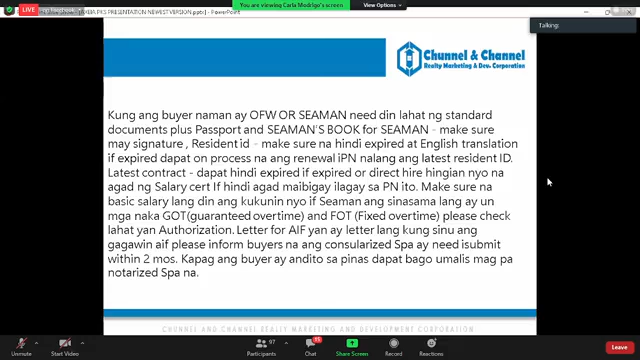 LIVE
You are viewing Carla Modrigo's screen
View Options
PRESENTATION NEWEST VERSION.pptx] - PowerPoint
Talking:
Chunnel & Channel
Realty Marketing & Dev. Corporation
Kung ang buyer naman ay OFW OR SEAMAN need din lahat ng standard
documents plus Passport and SEAMAN'S BOOK for SEAMAN - make sure
may signature , Resident id - make sure na hindi expired at English translation
if expired dapat on process na ang renewal iPN nalang ang latest resident ID.
Latest contract - dapat hindi expired if expired or direct hire hingian nyo na
agad ng Salary cert If hindi agad maibigay ilagay sa PN ito. Make sure na
basic salary lang din ang kukunin nyo if Seaman ang sinasama lang ay un
mga naka GOT(guaranteed overtime) and FOT (Fixed overtime) please check
lahat yan Authorization. Letter for AIF yan ay letter lang kung sinu ang
gagawin aif please inform buyers na ang consularized Spa ay need isubmit
within 2 mos. Kapag ang buyer ay andito sa pinas dapat bago umalis mag pa
notarized Spa na.
CHUNNEL AND CHANNEL REALTY MARKETING AND DEVELOPMENT CORPORATION
Unmute
Start Video
97
Participants
Chat
Share Screen
Record
Reactions
Leave